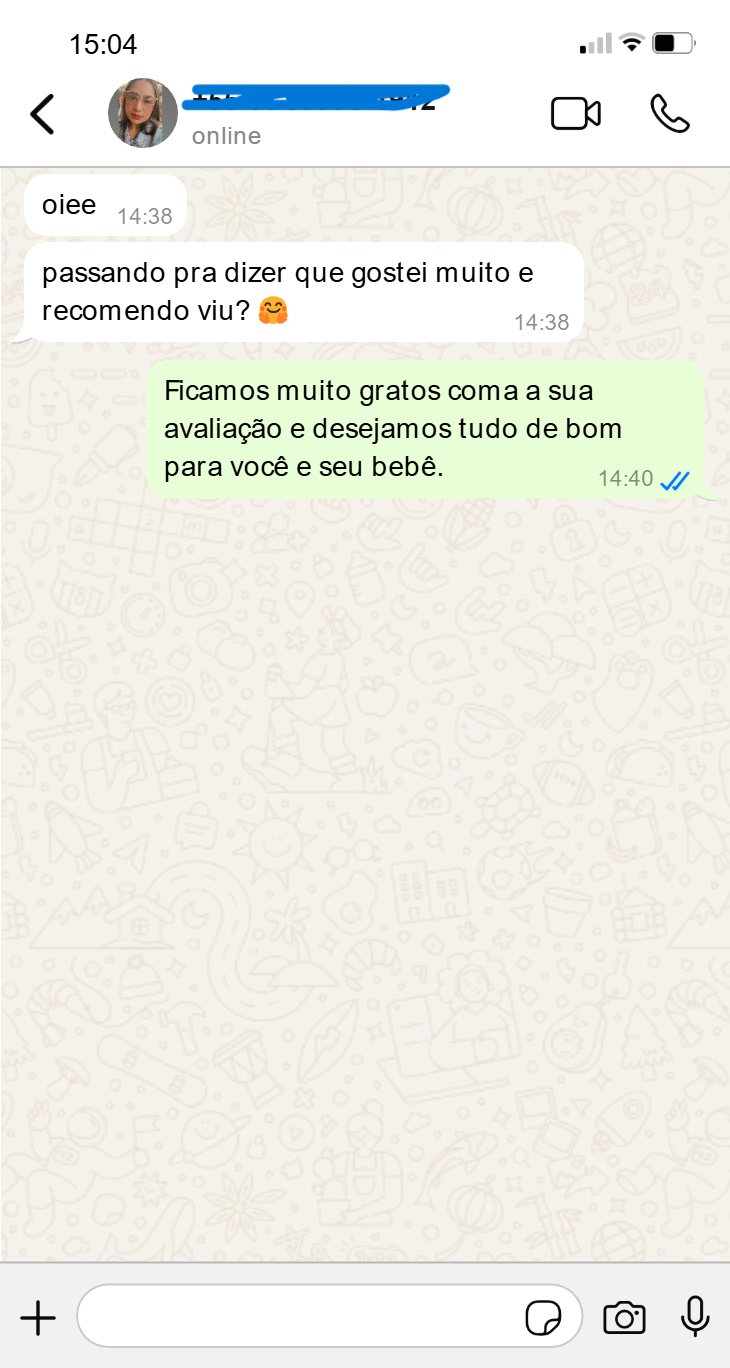 15:04
online
oiee 14:38
passando pra dizer que gostei muito e
recomendo viu? 🤗 14:38
Ficamos muito gratos coma a sua
avaliação e desejamos tudo de bom
para você e seu bebê. 14:40